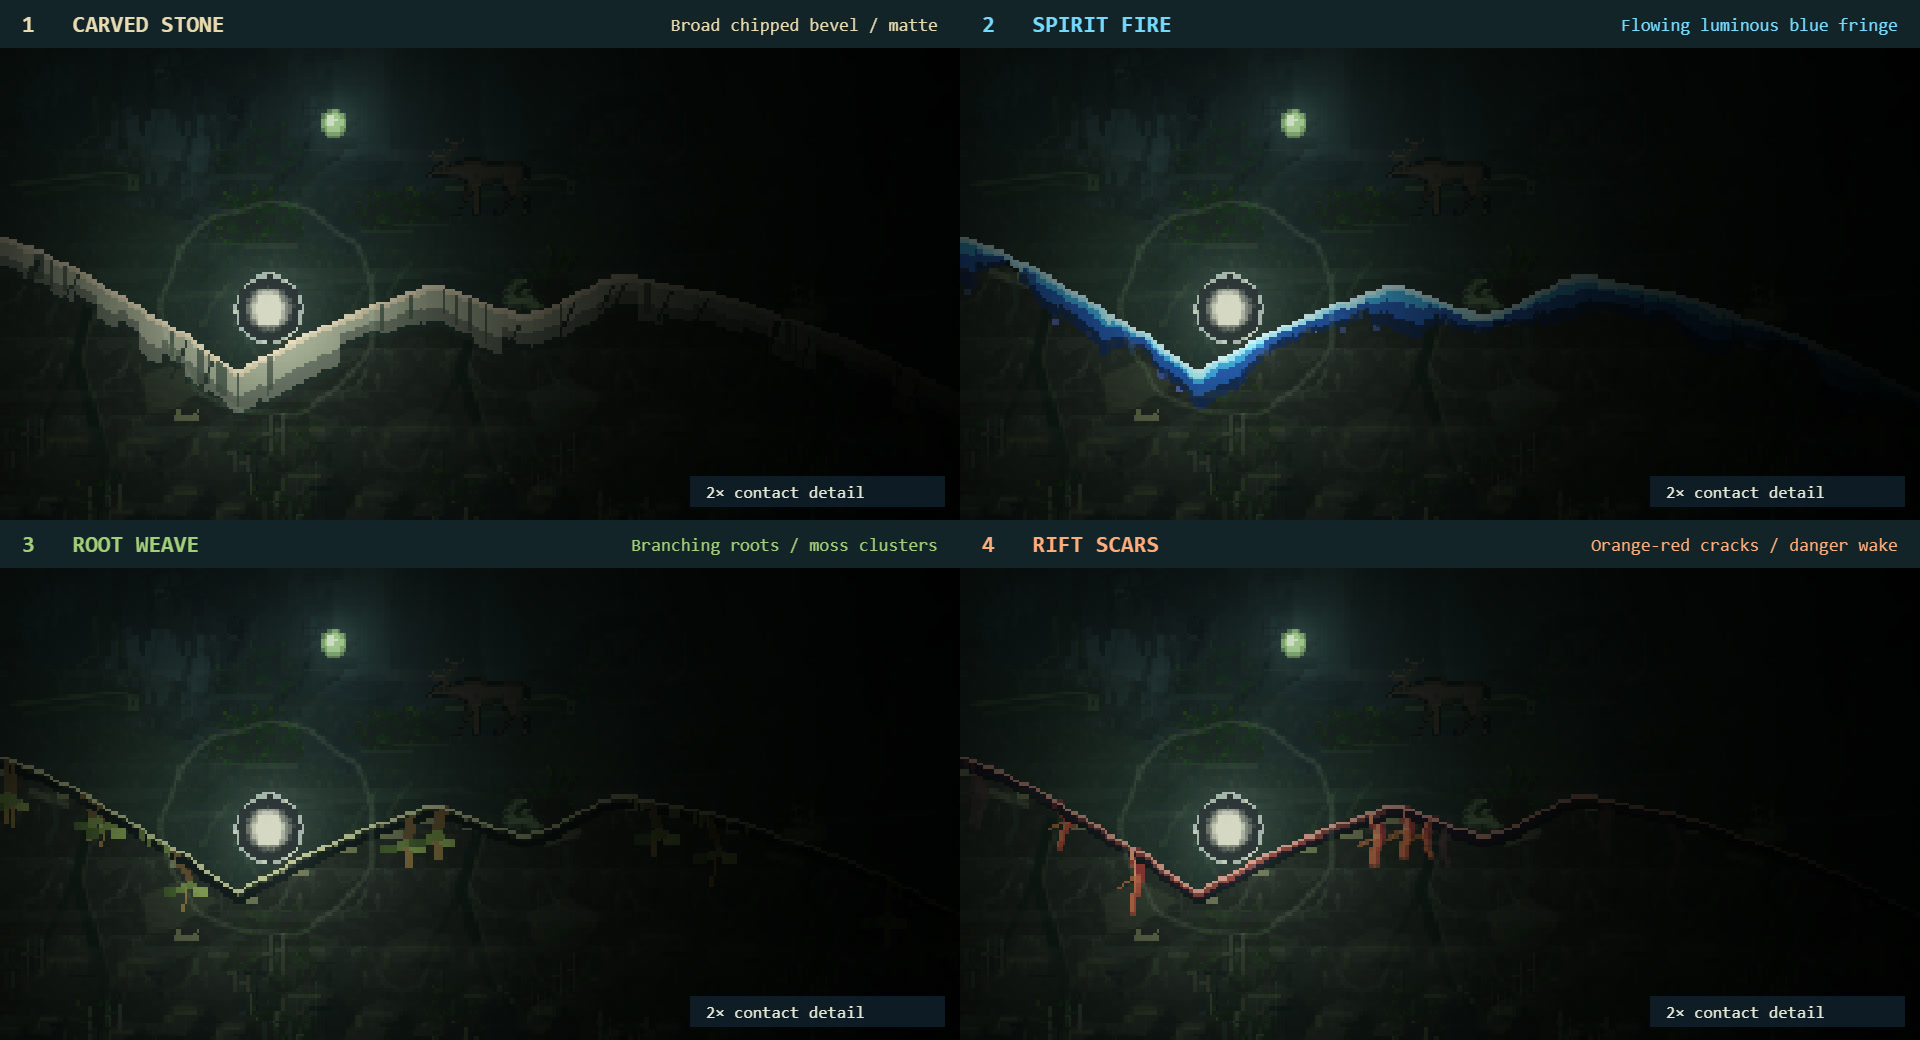 1 CARVED STONE Broad chipped bevel / matte
2 SPIRIT FIRE Flowing luminous blue fringe
2× contact detail
2× contact detail
3 ROOT WEAVE Branching roots / moss clusters
4 RIFT SCARS Orange-red cracks / danger wake
2× contact detail
2× contact detail